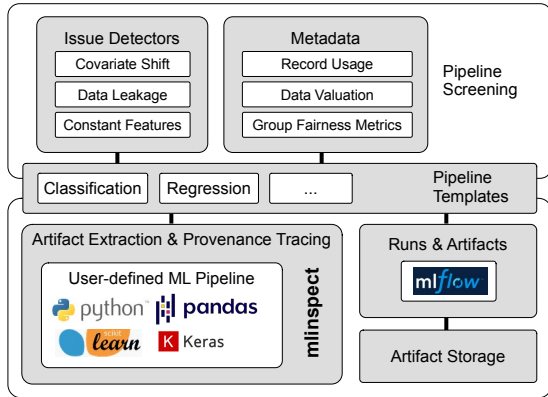 Issue Detectors
Covariate Shift
Data Leakage
Constant Features
Metadata
Record Usage
Data Valuation
Group Fairness Metrics
Pipeline
Screening
Classification
Regression
...
Pipeline
Templates
Artifact Extraction & Provenance Tracing
User-defined ML Pipeline
python™
pandas
scikit
learn
K Keras
mlinspect
Runs & Artifacts
mlflow
Artifact Storage